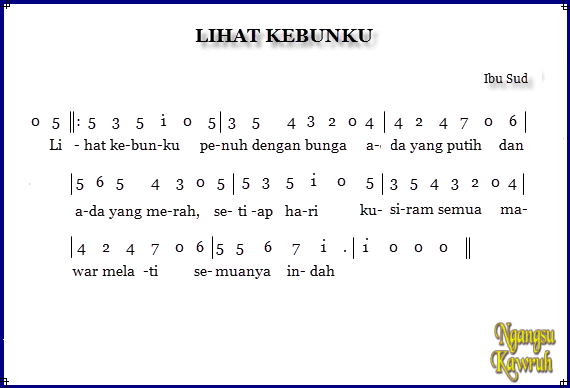 LIHAT KEBUNKU
Ibu Sud
0 5 ‖: 5 3 5 i 0 5 | 3 5 4 3 2 0 4 | 4 2 4 7 0 6 |
Li - hat ke-bun-ku pe-nuh dengan bunga a- da yang putih dan
| 5 6 5 4 3 0 5 | 5 3 5 i 0 5 | 3 5 4 3 2 0 4 |
a-da yang me-rah, se- ti -ap ha-ri ku- si-ram semua ma-
| 4 2 4 7 0 6 | 5 5 6 7 i . | i 0 0 0 ‖
war mela -ti se- muanya in- dah
Ngangsu
Kawruh